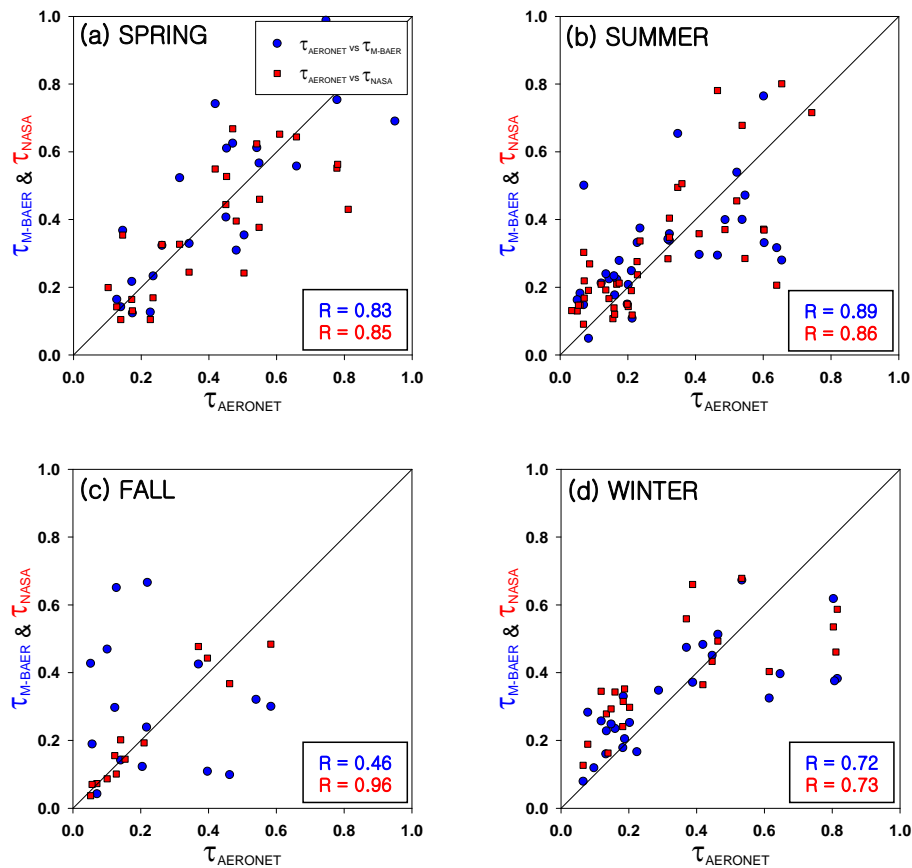 (a) SPRING
τAERONET vs τM-BAER
τAERONET vs τNASA
R = 0.83
R = 0.85
1.0
0.8
0.6
0.4
0.2
0.0
0.0 0.2 0.4 0.6 0.8 1.0
τM-BAER & τNASA
τAERONET
(b) SUMMER
R = 0.89
R = 0.86
1.0
0.8
0.6
0.4
0.2
0.0
0.0 0.2 0.4 0.6 0.8 1.0
τM-BAER & τNASA
τAERONET
(c) FALL
R = 0.46
R = 0.96
1.0
0.8
0.6
0.4
0.2
0.0
0.0 0.2 0.4 0.6 0.8 1.0
τM-BAER & τNASA
τAERONET
(d) WINTER
R = 0.72
R = 0.73
1.0
0.8
0.6
0.4
0.2
0.0
0.0 0.2 0.4 0.6 0.8 1.0
τM-BAER & τNASA
τAERONET